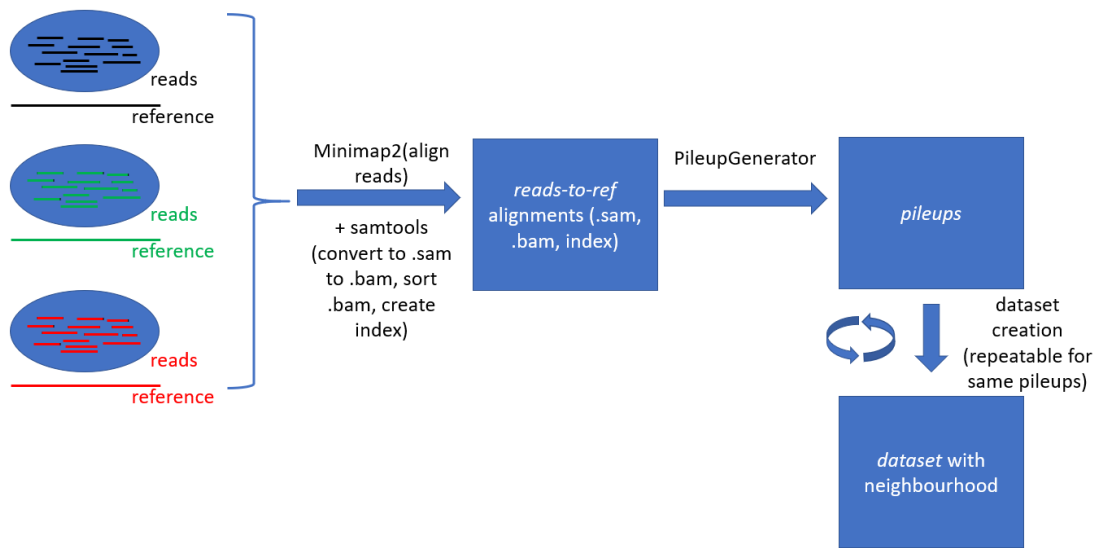 reads
reference
reads
reference
reads
reference
Minimap2(align
reads)
+ samtools
(convert to .sam
to .bam, sort
.bam, create
index)
reads-to-ref
alignments (.sam,
.bam, index)
PileupGenerator
pileups
dataset
creation
(repeatable for
same pileups)
dataset with
neighbourhood